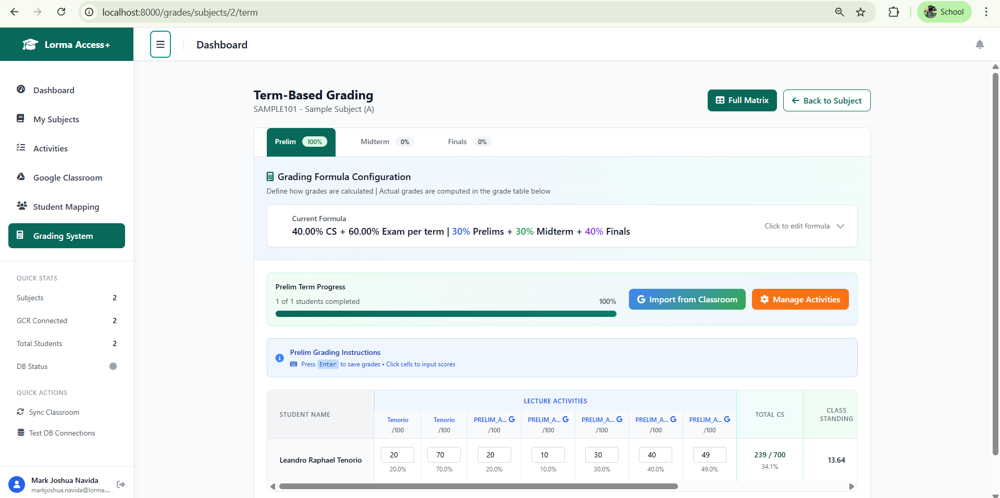 localhost:8000/grades/subjects/2/term
School
Lorma Access+
Dashboard
Dashboard
My Subjects
Activities
Google Classroom
Student Mapping
Grading System
QUICK STATS
Subjects 2
GCR Connected 2
Total Students 2
DB Status
QUICK ACTIONS
Sync Classroom
Test DB Connections
Mark Joshua Navida
markjoshua.navida@lorma....
Term-Based Grading
SAMPLE101 - Sample Subject (A)
Full Matrix
Back to Subject
Prelim 100% Midterm 0% Finals 0%
Grading Formula Configuration
Define how grades are calculated | Actual grades are computed in the grade table below
Current Formula
40.00% CS + 60.00% Exam per term | 30% Prelims + 30% Midterm + 40% Finals
Click to edit formula
Prelim Term Progress
1 of 1 students completed 100%
Import from Classroom
Manage Activities
Prelim Grading Instructions
Press Enter to save grades • Click cells to input scores
STUDENT NAME
LECTURE ACTIVITIES
Tenorio Tenorio PRELIM_A... PRELIM_A... PRELIM_A... PRELIM_A... PRELIM_A...
/100 /100 /100 /100 /100 /100 /100
TOTAL CS
CLASS
STANDING
Leandro Raphael Tenorio
20 70 20 10 30 40 49
20.0% 70.0% 20.0% 10.0% 30.0% 40.0% 49.0%
239 / 700
34.1%
13.64